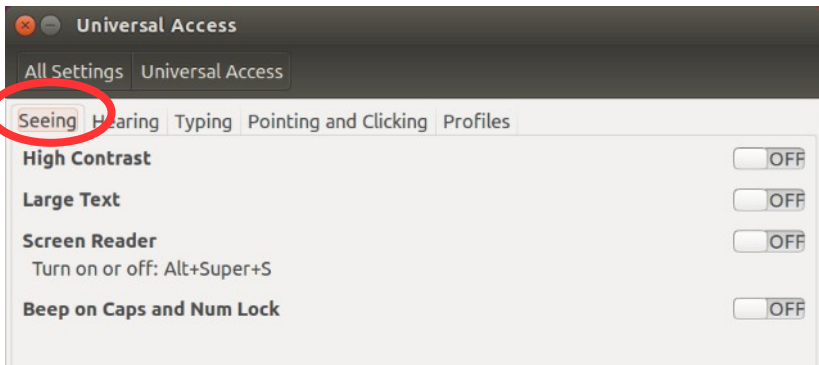 Universal Access
All Settings Universal Access
Seeing Hearing Typing Pointing and Clicking Profiles
High Contrast OFF
Large Text OFF
Screen Reader OFF
Turn on or off: Alt+Super+S
Beep on Caps and Num Lock OFF